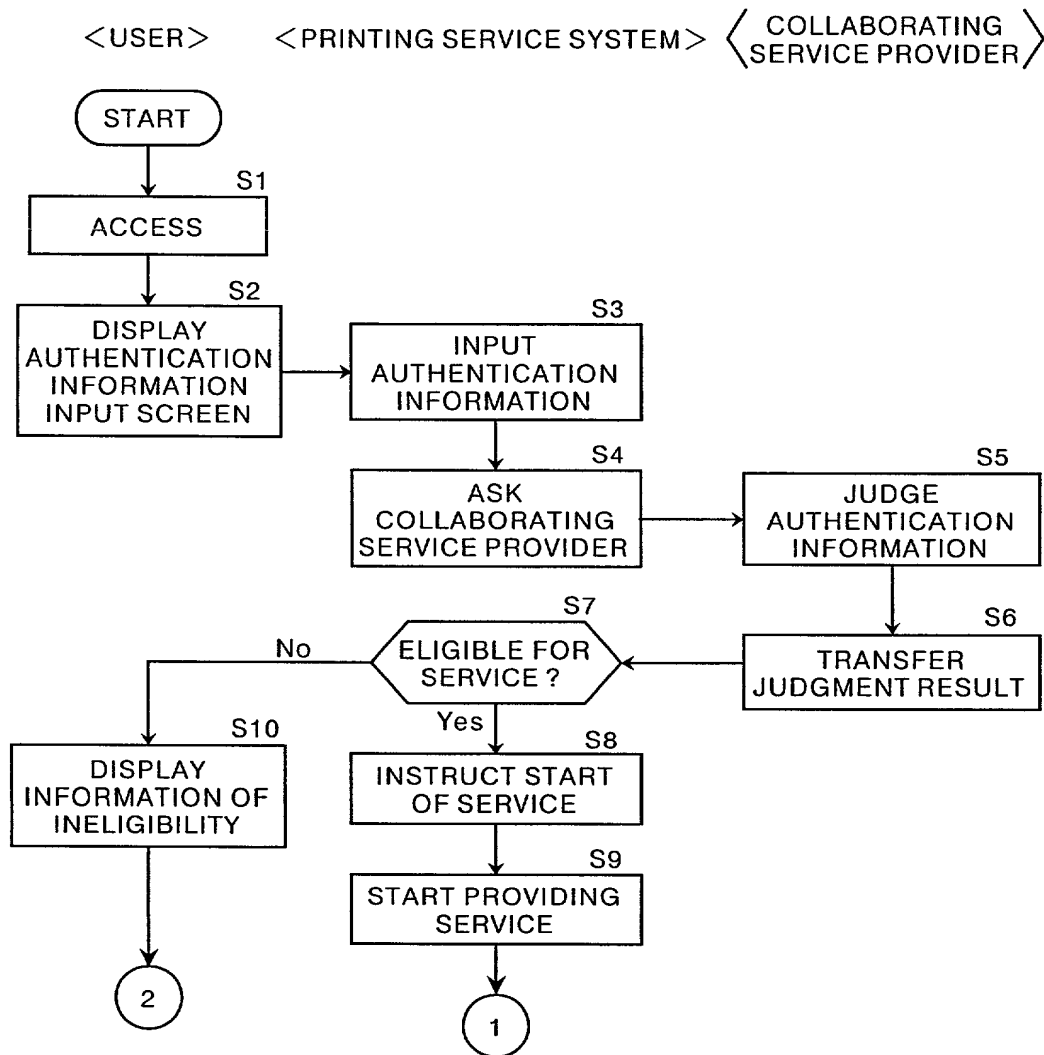 <USER>
<PRINTING SERVICE SYSTEM>
<COLLABORATING
SERVICE PROVIDER>
START
S1
ACCESS
S2
DISPLAY
AUTHENTICATION
INFORMATION
INPUT SCREEN
S3
INPUT
AUTHENTICATION
INFORMATION
S4
ASK
COLLABORATING
SERVICE PROVIDER
S5
JUDGE
AUTHENTICATION
INFORMATION
S6
TRANSFER
JUDGMENT RESULT
S7
ELIGIBLE FOR
SERVICE ?
No
Yes
S10
DISPLAY
INFORMATION OF
INELIGIBILITY
S8
INSTRUCT START
OF SERVICE
S9
START PROVIDING
SERVICE
2
1